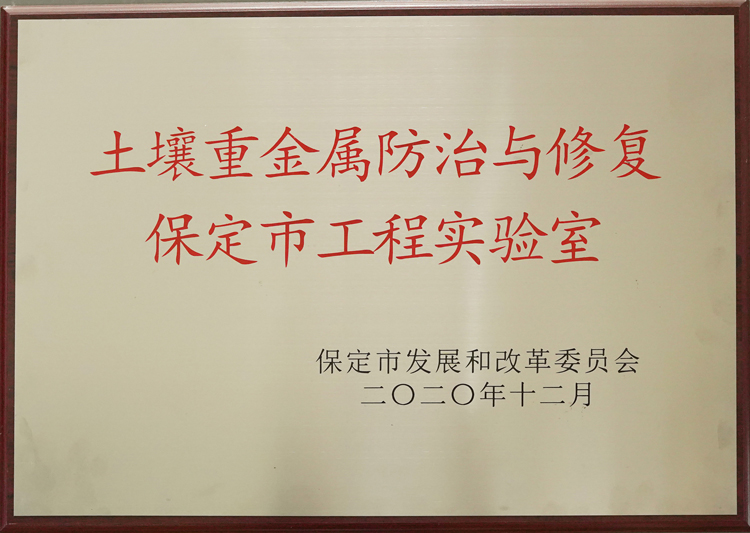 土壤重金属防治与修复
保定市工程实验室
保定市发展和改革委员会
二〇二〇年十二月